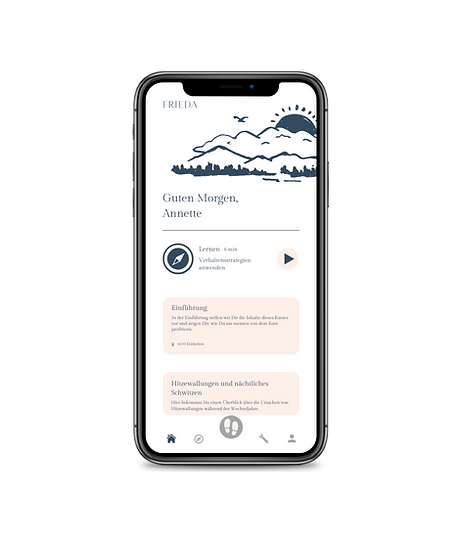 FRIEDA
Guten Morgen,
Annette
Lernen 6 min
Verhaltensstrategien
anwenden
Einführung
In der Einführung stellen wir Dir die Inhalte dieses Kurses
vor und zeigen Dir, wie Du am meisten von dem Kurs
profitierst.
0/10 Einheiten
Hitzewallungen und nächtliches
Schwitzen
Hier bekommst Du einen Überblick über die Ursachen von
Hitzewallungen während der Wechseljahre.